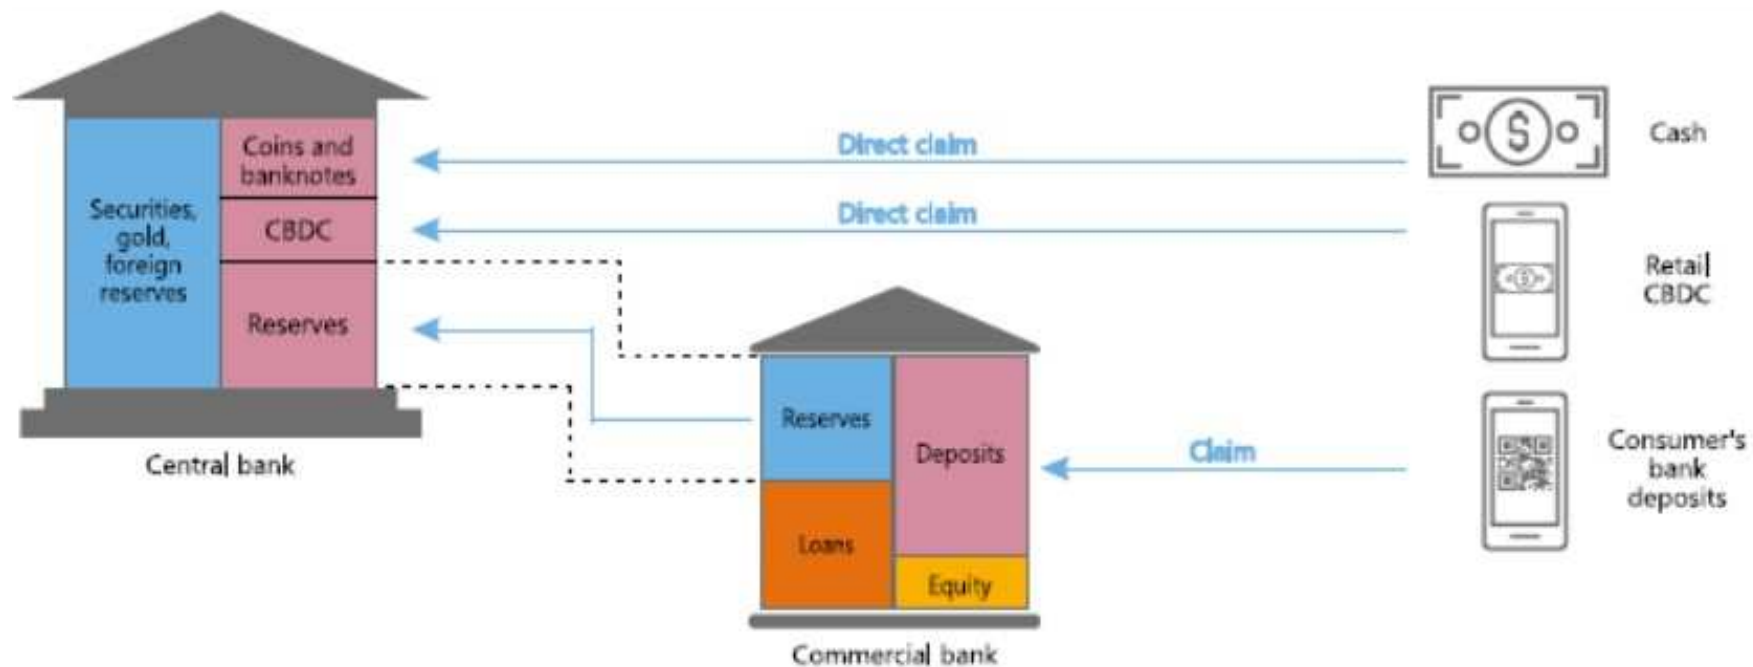 Coins and
banknotes
Securities,
gold,
foreign
reserves
CBDC
Reserves
Central bank
Direct claim
Direct claim
Cash
Retail
CBDC
Reserves
Deposits
Loans
Equity
Commercial bank
Claim
Consumer's
bank
deposits